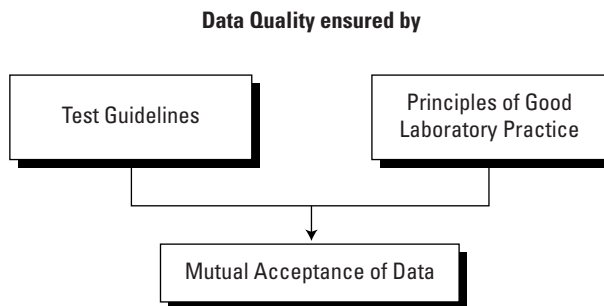 Data Quality ensured by
Test Guidelines
Principles of Good
Laboratory Practice
Mutual Acceptance of Data